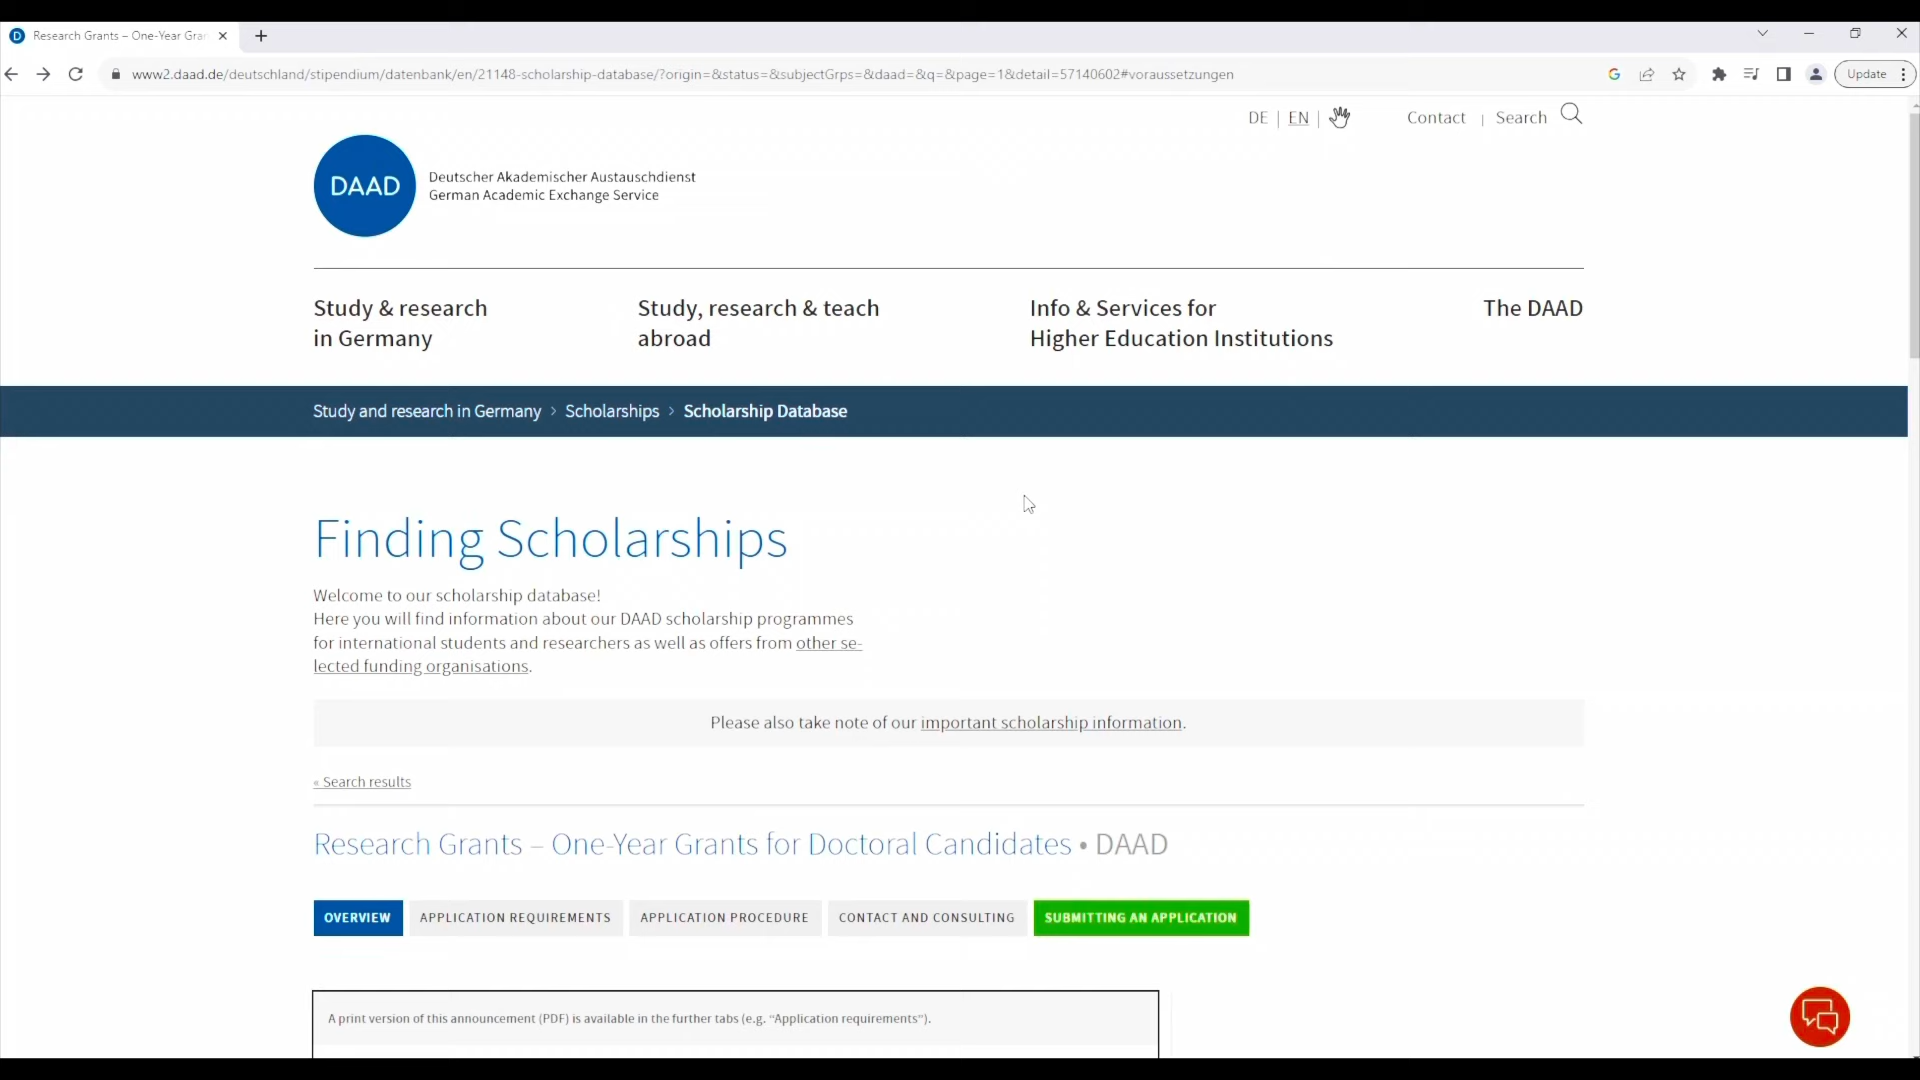 Research Grants – One-Year Gran
www2.daad.de/deutschland/stipendium/datenbank/en/21148-scholarship-database/?origin=&status=&subjectGrps=&daad=&q=&page=1&detail=57140602#voraussetzungen
Update
DE | EN |
Contact | Search
DAAD
Deutscher Akademischer Austauschdienst
German Academic Exchange Service
Study & research
in Germany
Study, research & teach
abroad
Info & Services for
Higher Education Institutions
The DAAD
Study and research in Germany › Scholarships › Scholarship Database
Finding Scholarships
Welcome to our scholarship database!
Here you will find information about our DAAD scholarship programmes
for international students and researchers as well as offers from other se-
lected funding organisations.
Please also take note of our important scholarship information.
« Search results
Research Grants – One-Year Grants for Doctoral Candidates • DAAD
OVERVIEW
APPLICATION REQUIREMENTS
APPLICATION PROCEDURE
CONTACT AND CONSULTING
SUBMITTING AN APPLICATION
A print version of this announcement (PDF) is available in the further tabs (e.g. “Application requirements”).